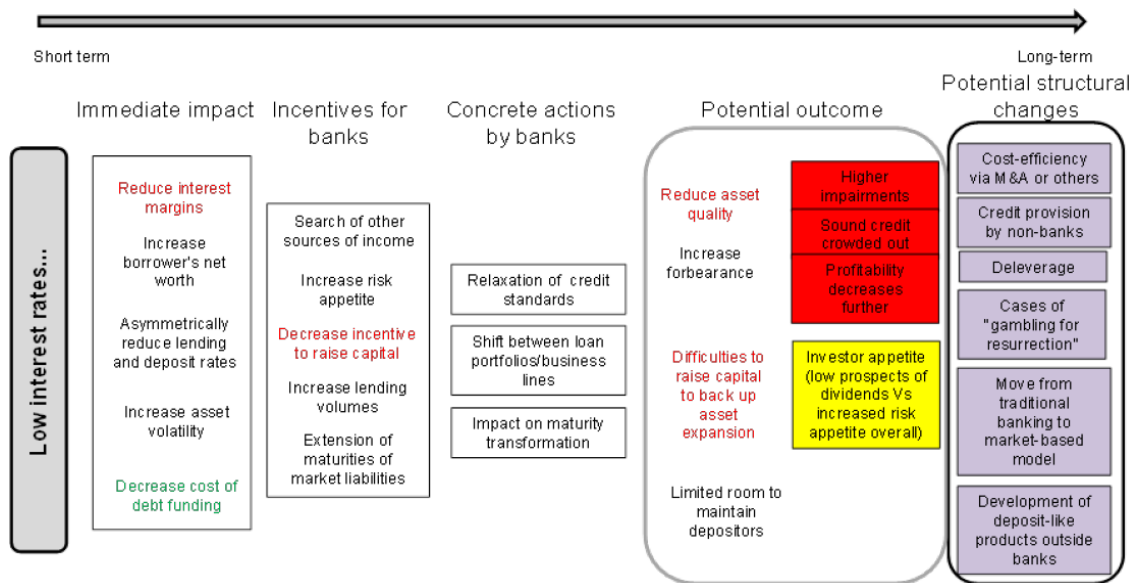 Short term
Long-term
Immediate impact
Incentives for
banks
Concrete actions
by banks
Potential outcome
Potential structural
changes
Low interest rates...
Reduce interest
margins
Increase
borrower's net
worth
Asymmetrically
reduce lending
and deposit rates
Increase asset
volatility
Decrease cost of
debt funding
Search of other
sources of income
Increase risk
appetite
Decrease incentive
to raise capital
Increase lending
volumes
Extension of
maturities of
market liabilities
Relaxation of credit
standards
Shift between loan
portfolios/business
lines
Impact on maturity
transformation
Reduce asset
quality
Increase
forbearance
Difficulties to
raise capital
to back up
asset
expansion
Limited room to
maintain
depositors
Higher
impairments
Sound credit
crowded out
Profitability
decreases
further
Investor appetite
(low prospects of
dividends Vs
increased risk
appetite overall)
Cost-efficiency
via M&A or others
Credit provision
by non-banks
Deleverage
Cases of
"gambling for
resurrection"
Move from
traditional
banking to
market-based
model
Development of
deposit-like
products outside
banks